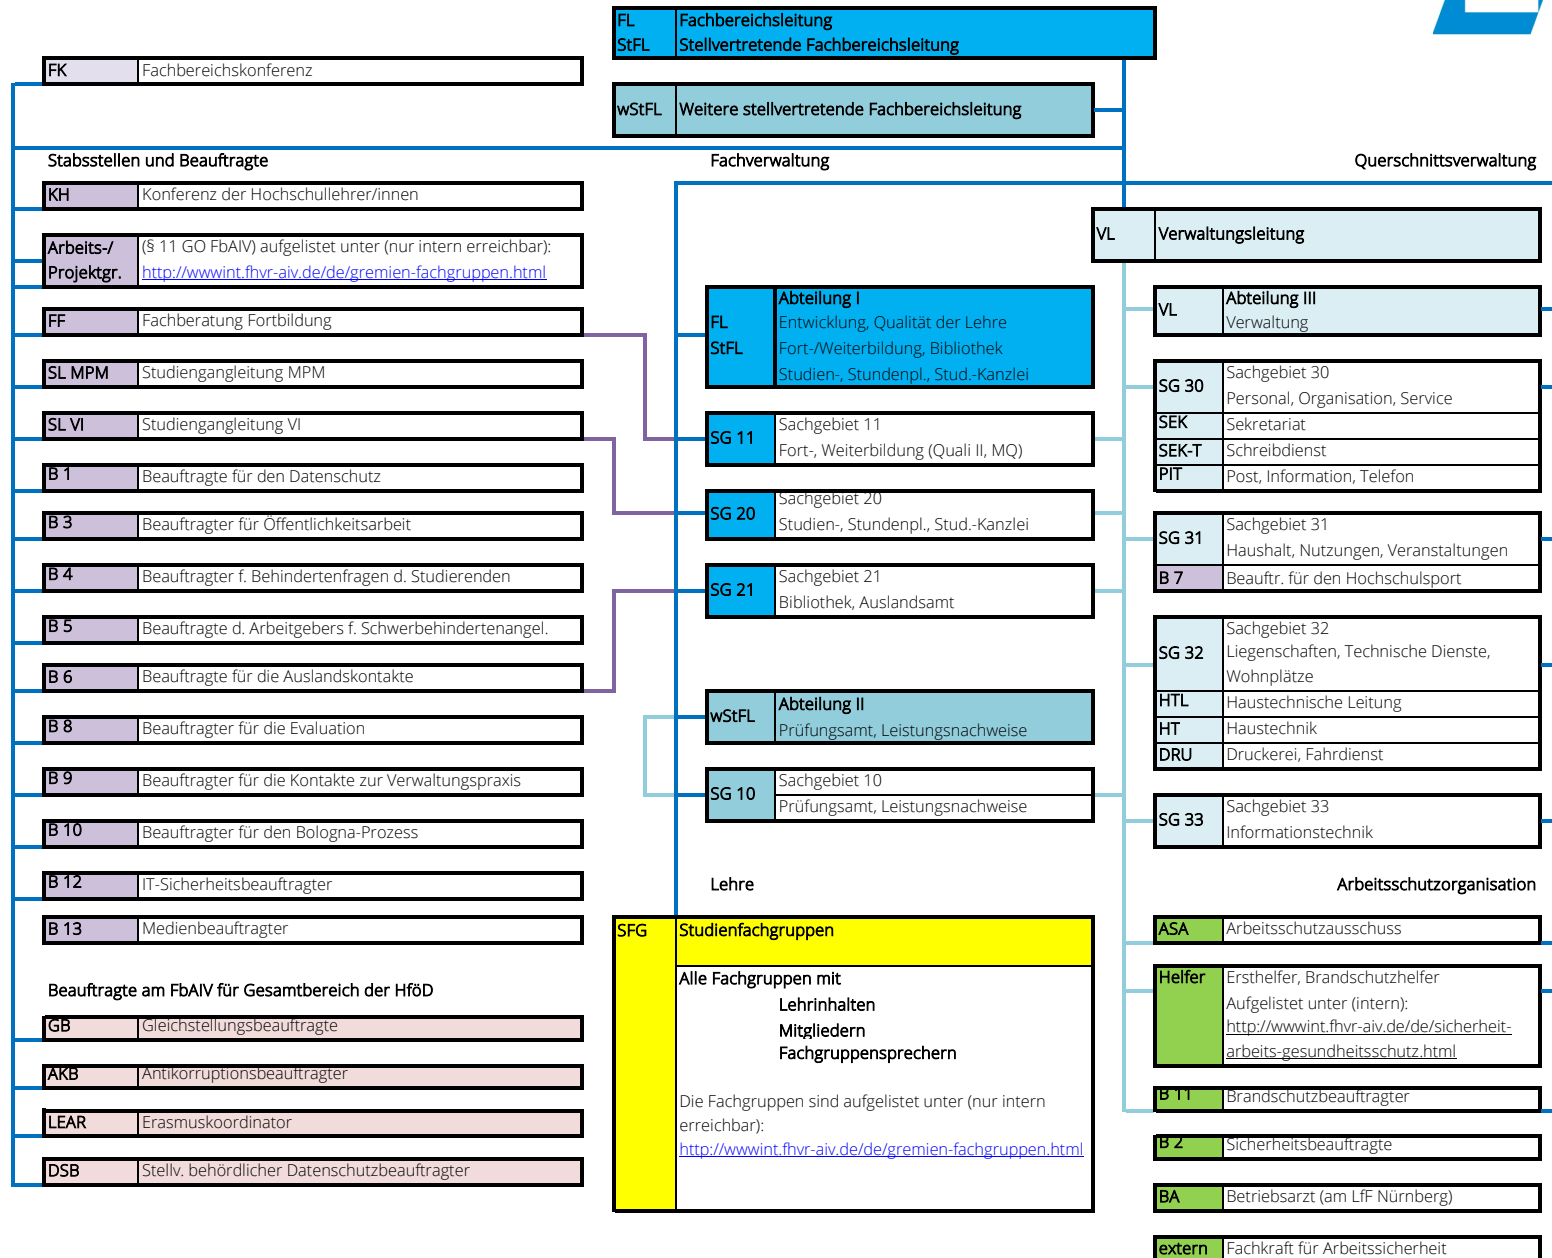 FL Fachbereichsleitung
StFL Stellvertretende Fachbereichsleitung
FK Fachbereichskonferenz
wStFL Weitere stellvertretende Fachbereichsleitung
Stabsstellen und Beauftragte
KH Konferenz der Hochschullehrer/innen
Arbeits-/ (§ 11 GO FbAIV) aufgelistet unter (nur intern erreichbar):
Projektgr. http://wwwint.fhvr-aiv.de/de/gremien-fachgruppen.html
FF Fachberatung Fortbildung
SL MPM Studiengangleitung MPM
SL VI Studiengangleitung VI
B 1 Beauftragte für den Datenschutz
B 3 Beauftragter für Öffentlichkeitsarbeit
B 4 Beauftragter f. Behindertenfragen d. Studierenden
B 5 Beauftragte d. Arbeitgebers f. Schwerbehindertenangel.
B 6 Beauftragte für die Auslandskontakte
B 8 Beauftragter für die Evaluation
B 9 Beauftragter für die Kontakte zur Verwaltungspraxis
B 10 Beauftragter für den Bologna-Prozess
B 12 IT-Sicherheitsbeauftragter
B 13 Medienbeauftragter
Beauftragte am FbAIV für Gesamtbereich der HföD
GB Gleichstellungsbeauftragte
AKB Antikorruptionsbeauftragter
LEAR Erasmuskoordinator
DSB Stellv. behördlicher Datenschutzbeauftragter
Fachverwaltung
Abteilung I
FL Entwicklung, Qualität der Lehre
StFL Fort-/Weiterbildung, Bibliothek
Studien-, Stundenpl., Stud.-Kanzlei
Sachgebiet 11
SG 11 Fort-, Weiterbildung (Quali II, MQ)
Sachgebiet 20
SG 20 Studien-, Stundenpl., Stud.-Kanzlei
Sachgebiet 21
SG 21 Bibliothek, Auslandsamt
Abteilung II
wStFL Prüfungsamt, Leistungsnachweise
Sachgebiet 10
SG 10 Prüfungsamt, Leistungsnachweise
Lehre
SFG Studienfachgruppen
Alle Fachgruppen mit
Lehrinhalten
Mitgliedern
Fachgruppensprechern
Die Fachgruppen sind aufgelistet unter (nur intern
erreichbar):
http://wwwint.fhvr-aiv.de/de/gremien-fachgruppen.html
Querschnittsverwaltung
VL Verwaltungsleitung
Abteilung III
VL Verwaltung
Sachgebiet 30
SG 30 Personal, Organisation, Service
SEK Sekretariat
SEK-T Schreibdienst
PIT Post, Information, Telefon
Sachgebiet 31
SG 31 Haushalt, Nutzungen, Veranstaltungen
B 7 Beauftr. für den Hochschulsport
Sachgebiet 32
SG 32 Liegenschaften, Technische Dienste,
Wohnplätze
HTL Haustechnische Leitung
HT Haustechnik
DRU Druckerei, Fahrdienst
Sachgebiet 33
SG 33 Informationstechnik
Arbeitsschutzorganisation
ASA Arbeitsschutzausschuss
Helfer Ersthelfer, Brandschutzhelfer
Aufgelistet unter (intern):
http://wwwint.fhvr-aiv.de/de/sicherheit-
arbeits-gesundheitsschutz.html
B 11 Brandschutzbeauftragter
B 2 Sicherheitsbeauftragte
BA Betriebsarzt (am LfF Nürnberg)
extern Fachkraft für Arbeitssicherheit